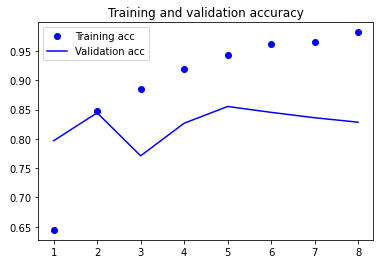 Training and validation accuracy
Training acc
Validation acc
0.95
0.90
0.85
0.80
0.75
0.70
0.65
1 2 3 4 5 6 7 8